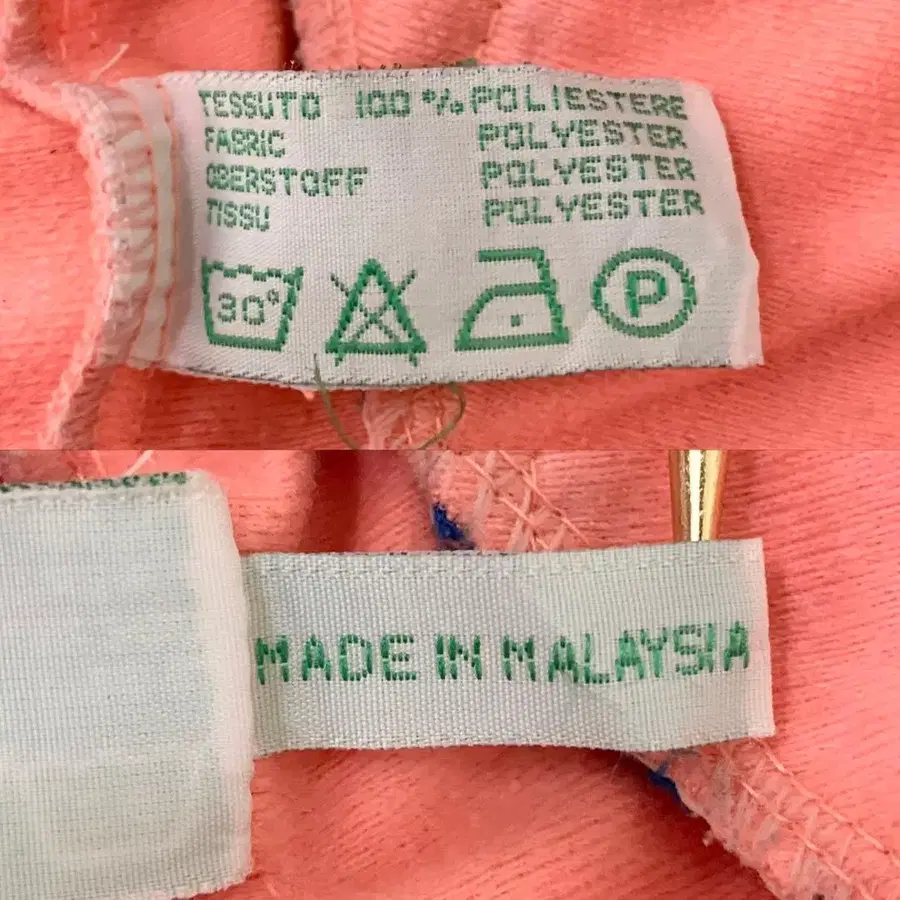 TESSUTO 100 % POLIESTERE
FABRIC POLYESTER
OBERSTOFF POLYESTER
TISSU POLYESTER
30° P
MADE IN MALAYSIA